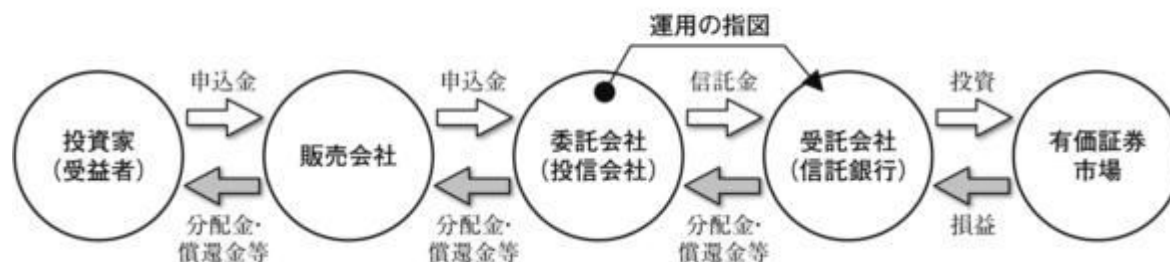 運用の指図
申込金
申込金
信託金
投資
投資家
（受益者）
販売会社
委託会社
（投信会社）
受託会社
（信託銀行）
有価証券
市場
分配金・
償還金等
分配金・
償還金等
分配金・
償還金等
損益